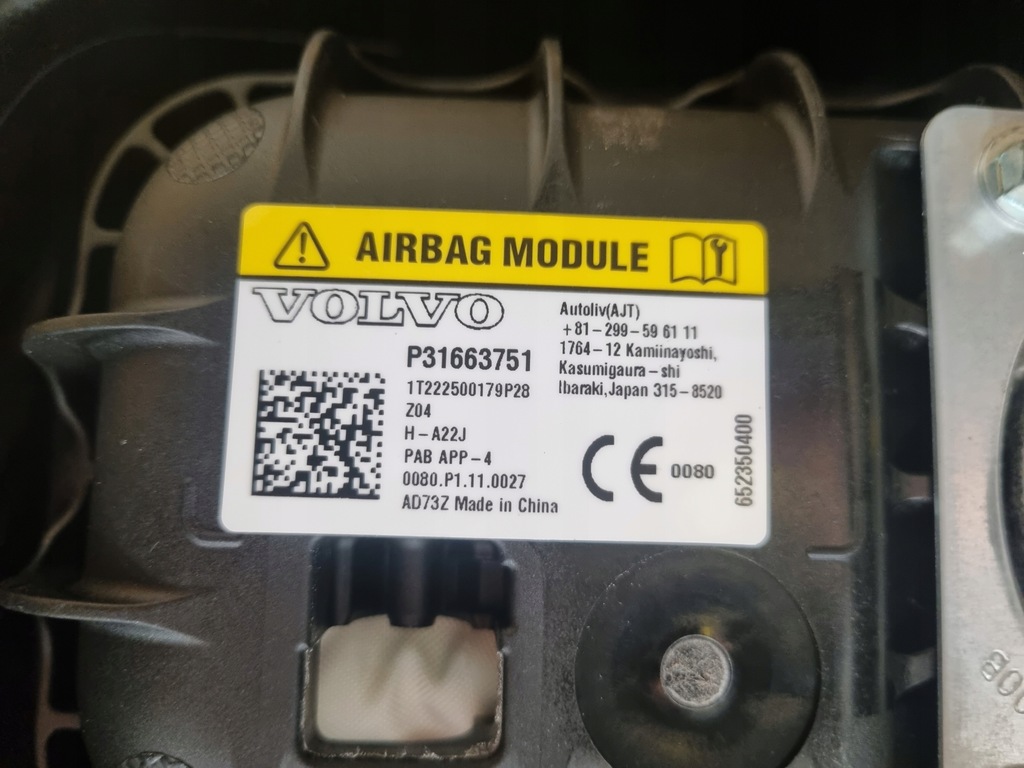 AIRBAG MODULE
VOLVO
P31663751
1T222500179P28
Z04
H-A22J
PAB APP-4
0080.P1.11.0027
AD73Z Made in China
Autoliv(AJT)
+81-299-59 61 11
1764-12 Kamiinayoshi,
Kasumigaura-shi
Ibaraki,Japan 315-8520
CE 0080
652350400